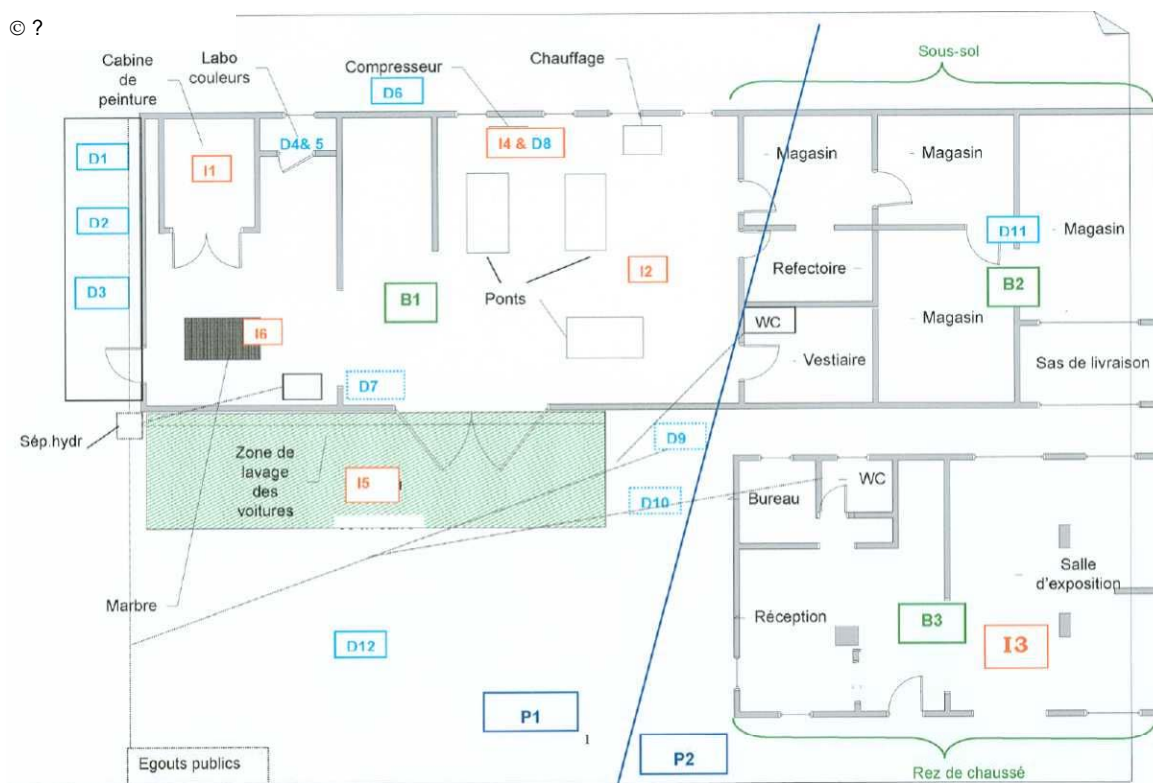 © ?
Cabine
de
peinture
Labo
couleurs
Compresseur
Chauffage
Sous-sol
D6
D1
D2
D3
I1
D4& 5
I4 & D8
Magasin
Magasin
Magasin
D11
I2
Refectoire
B1
Ponts
B2
WC
Magasin
I6
Vestiaire
Sas de livraison
D7
Sép.hydr
Zone de
lavage
des
voitures
I5
D9
D10
Bureau
WC
Marbre
Salle
d'exposition
Réception
B3
I3
D12
P1
1
P2
Egouts publics
Rez de chaussé